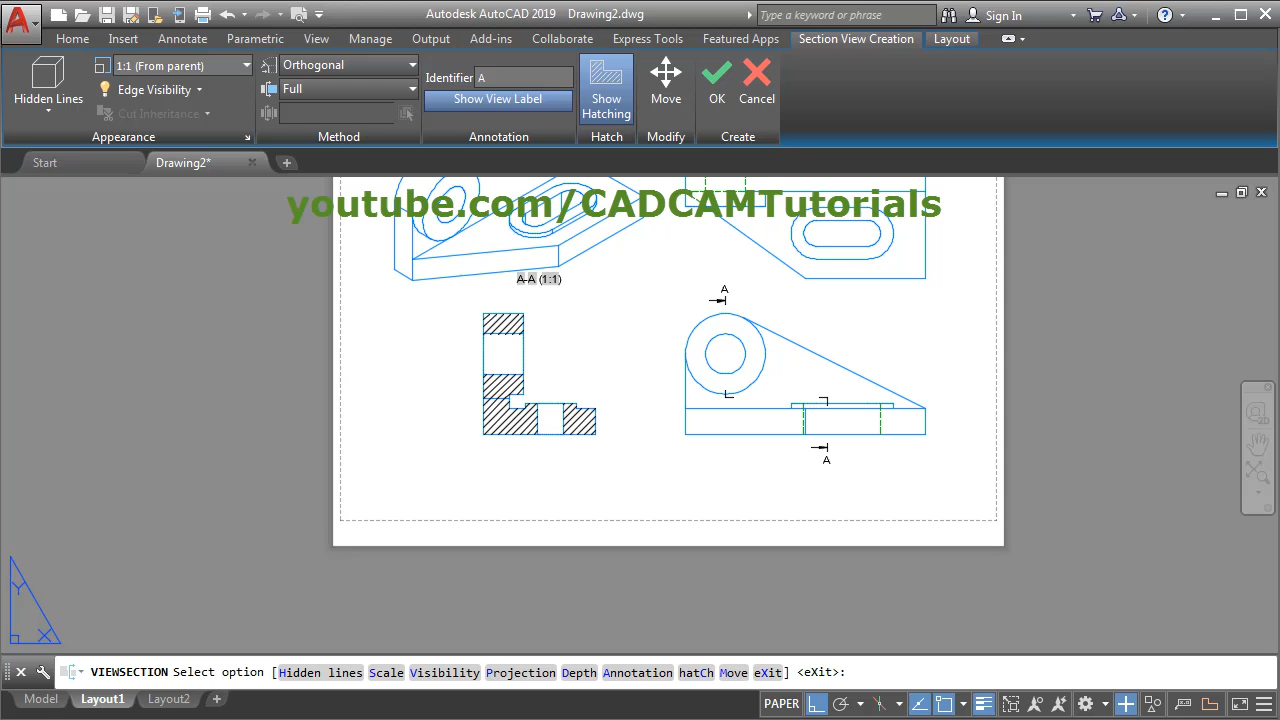 Autodesk AutoCAD 2019 Drawing2.dwg
Type a keyword or phrase
Sign In
Home Insert Annotate Parametric View Manage Output Add-ins Collaborate Express Tools Featured Apps Section View Creation Layout
Hidden Lines
1:1 (From parent)
Edge Visibility
Cut Inheritance
Appearance
Orthogonal
Full
Method
Identifier A
Show View Label
Annotation
Show Hatching
Hatch
Move
Modify
OK
Cancel
Create
Start
Drawing2*
youtube.com/CADCAMTutorials
A-A (1:1)
A
A
Y
X
VIEWSECTION Select option [Hidden lines Scale Visibility Projection Depth Annotation hatCh Move eXit] <eXit>:
Model Layout1 Layout2
PAPER